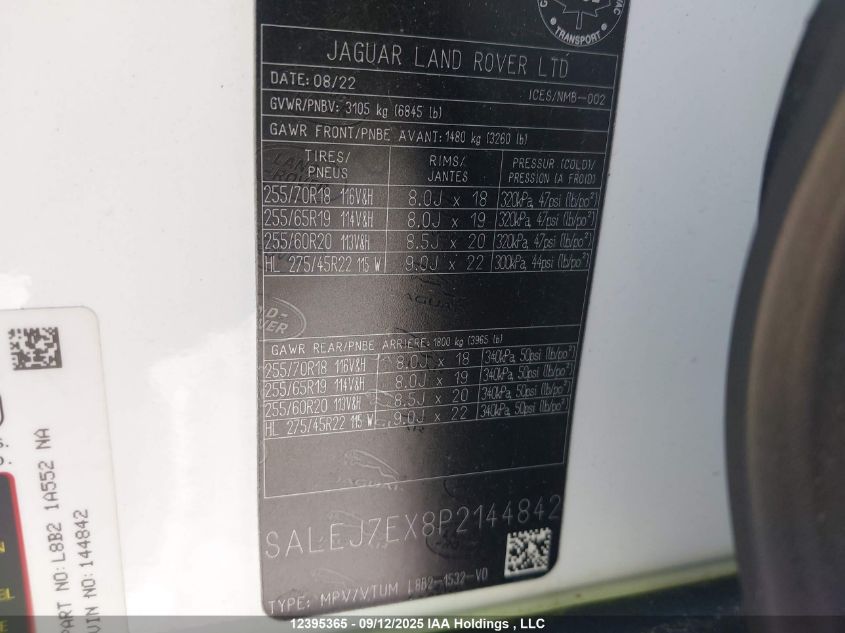 TRANSPORT
JAGUAR LAND ROVER LTD
DATE: 08/22
ICES/NMB-002
GVWR/PNBV: 3105 kg (6845 lb)
GAWR FRONT/PNBE AVANT: 1480 kg (3260 lb)
TIRES/PNEUS RIMS/JANTES PRESSUR (COLD)/PRESSION (A FROID)
255/70R18 116V&H 8.0J x 18 320kPa, 47psi (lb/po²)
255/65R19 114V&H 8.0J x 19 320kPa, 47psi (lb/po²)
255/60R20 113V&H 8.5J x 20 320kPa, 47psi (lb/po²)
HL 275/45R22 115 W 9.0J x 22 300kPa, 44psi (lb/po²)
GAWR REAR/PNBE ARRIERE: 1800 kg (3965 lb)
255/70R18 116V&H 8.0J x 18 340kPa, 50psi (lb/po²)
255/65R19 114V&H 8.0J x 19 340kPa, 50psi (lb/po²)
255/60R20 113V&H 8.5J x 20 340kPa, 50psi (lb/po²)
HL 275/45R22 115 W 9.0J x 22 340kPa, 50psi (lb/po²)
SALEJ7EX8P2144842
TYPE: MPV/VTUM L8B2-1532-VD
PART NO: L8B2 1A552 NA
VIN NO: 144842
12395365 - 09/12/2025 IAA Holdings , LLC